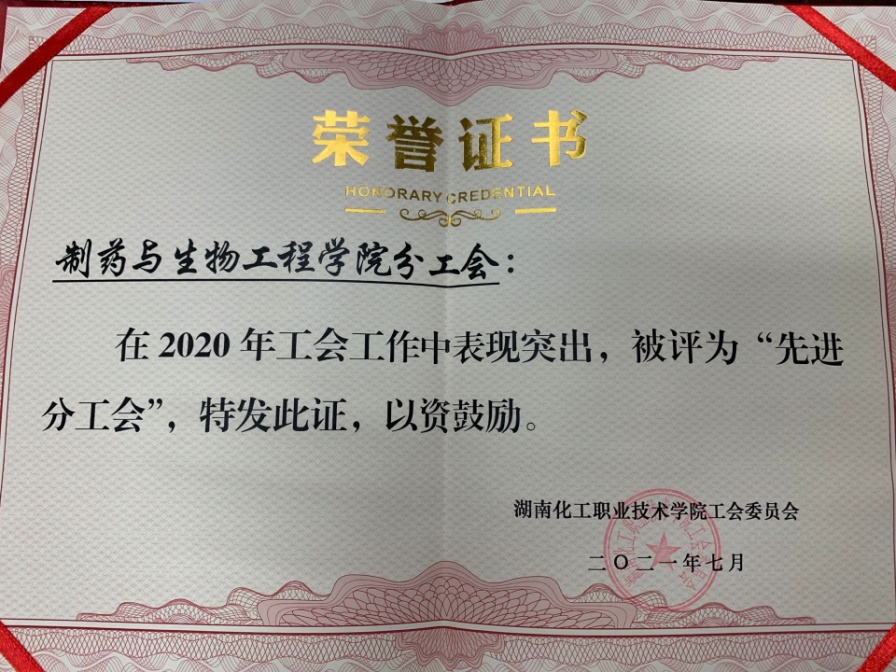 荣誉证书
HONORARY CREDENTIAL
制药与生物工程学院分工会：
在2020年工会工作中表现突出，被评为“先进
分工会”，特发此证，以资鼓励。
湖南化工职业技术学院工会委员会
二〇二一年七月